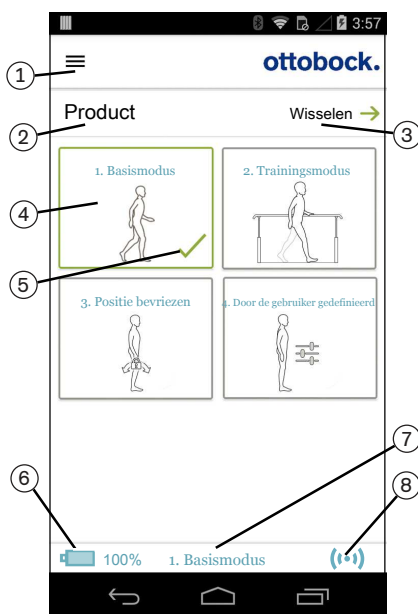 3:57
1
ottobock.
2
Product
Wisselen
3
4
1. Basismodus
2. Trainingsmodus
5
3. Positie bevriezen
4. Door de gebruiker gedefinieerd
6
7
8
100%
1. Basismodus